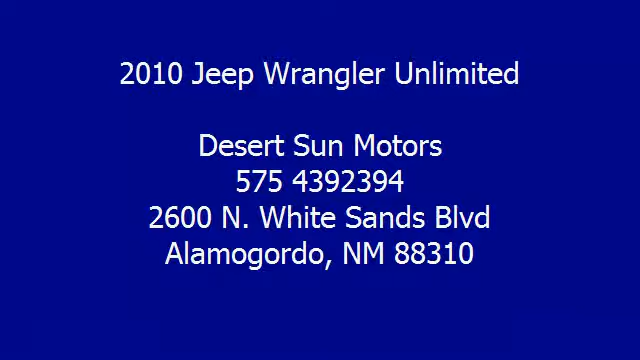 2010 Jeep Wrangler Unlimited
Desert Sun Motors
575 4392394
2600 N. White Sands Blvd
Alamogordo, NM 88310